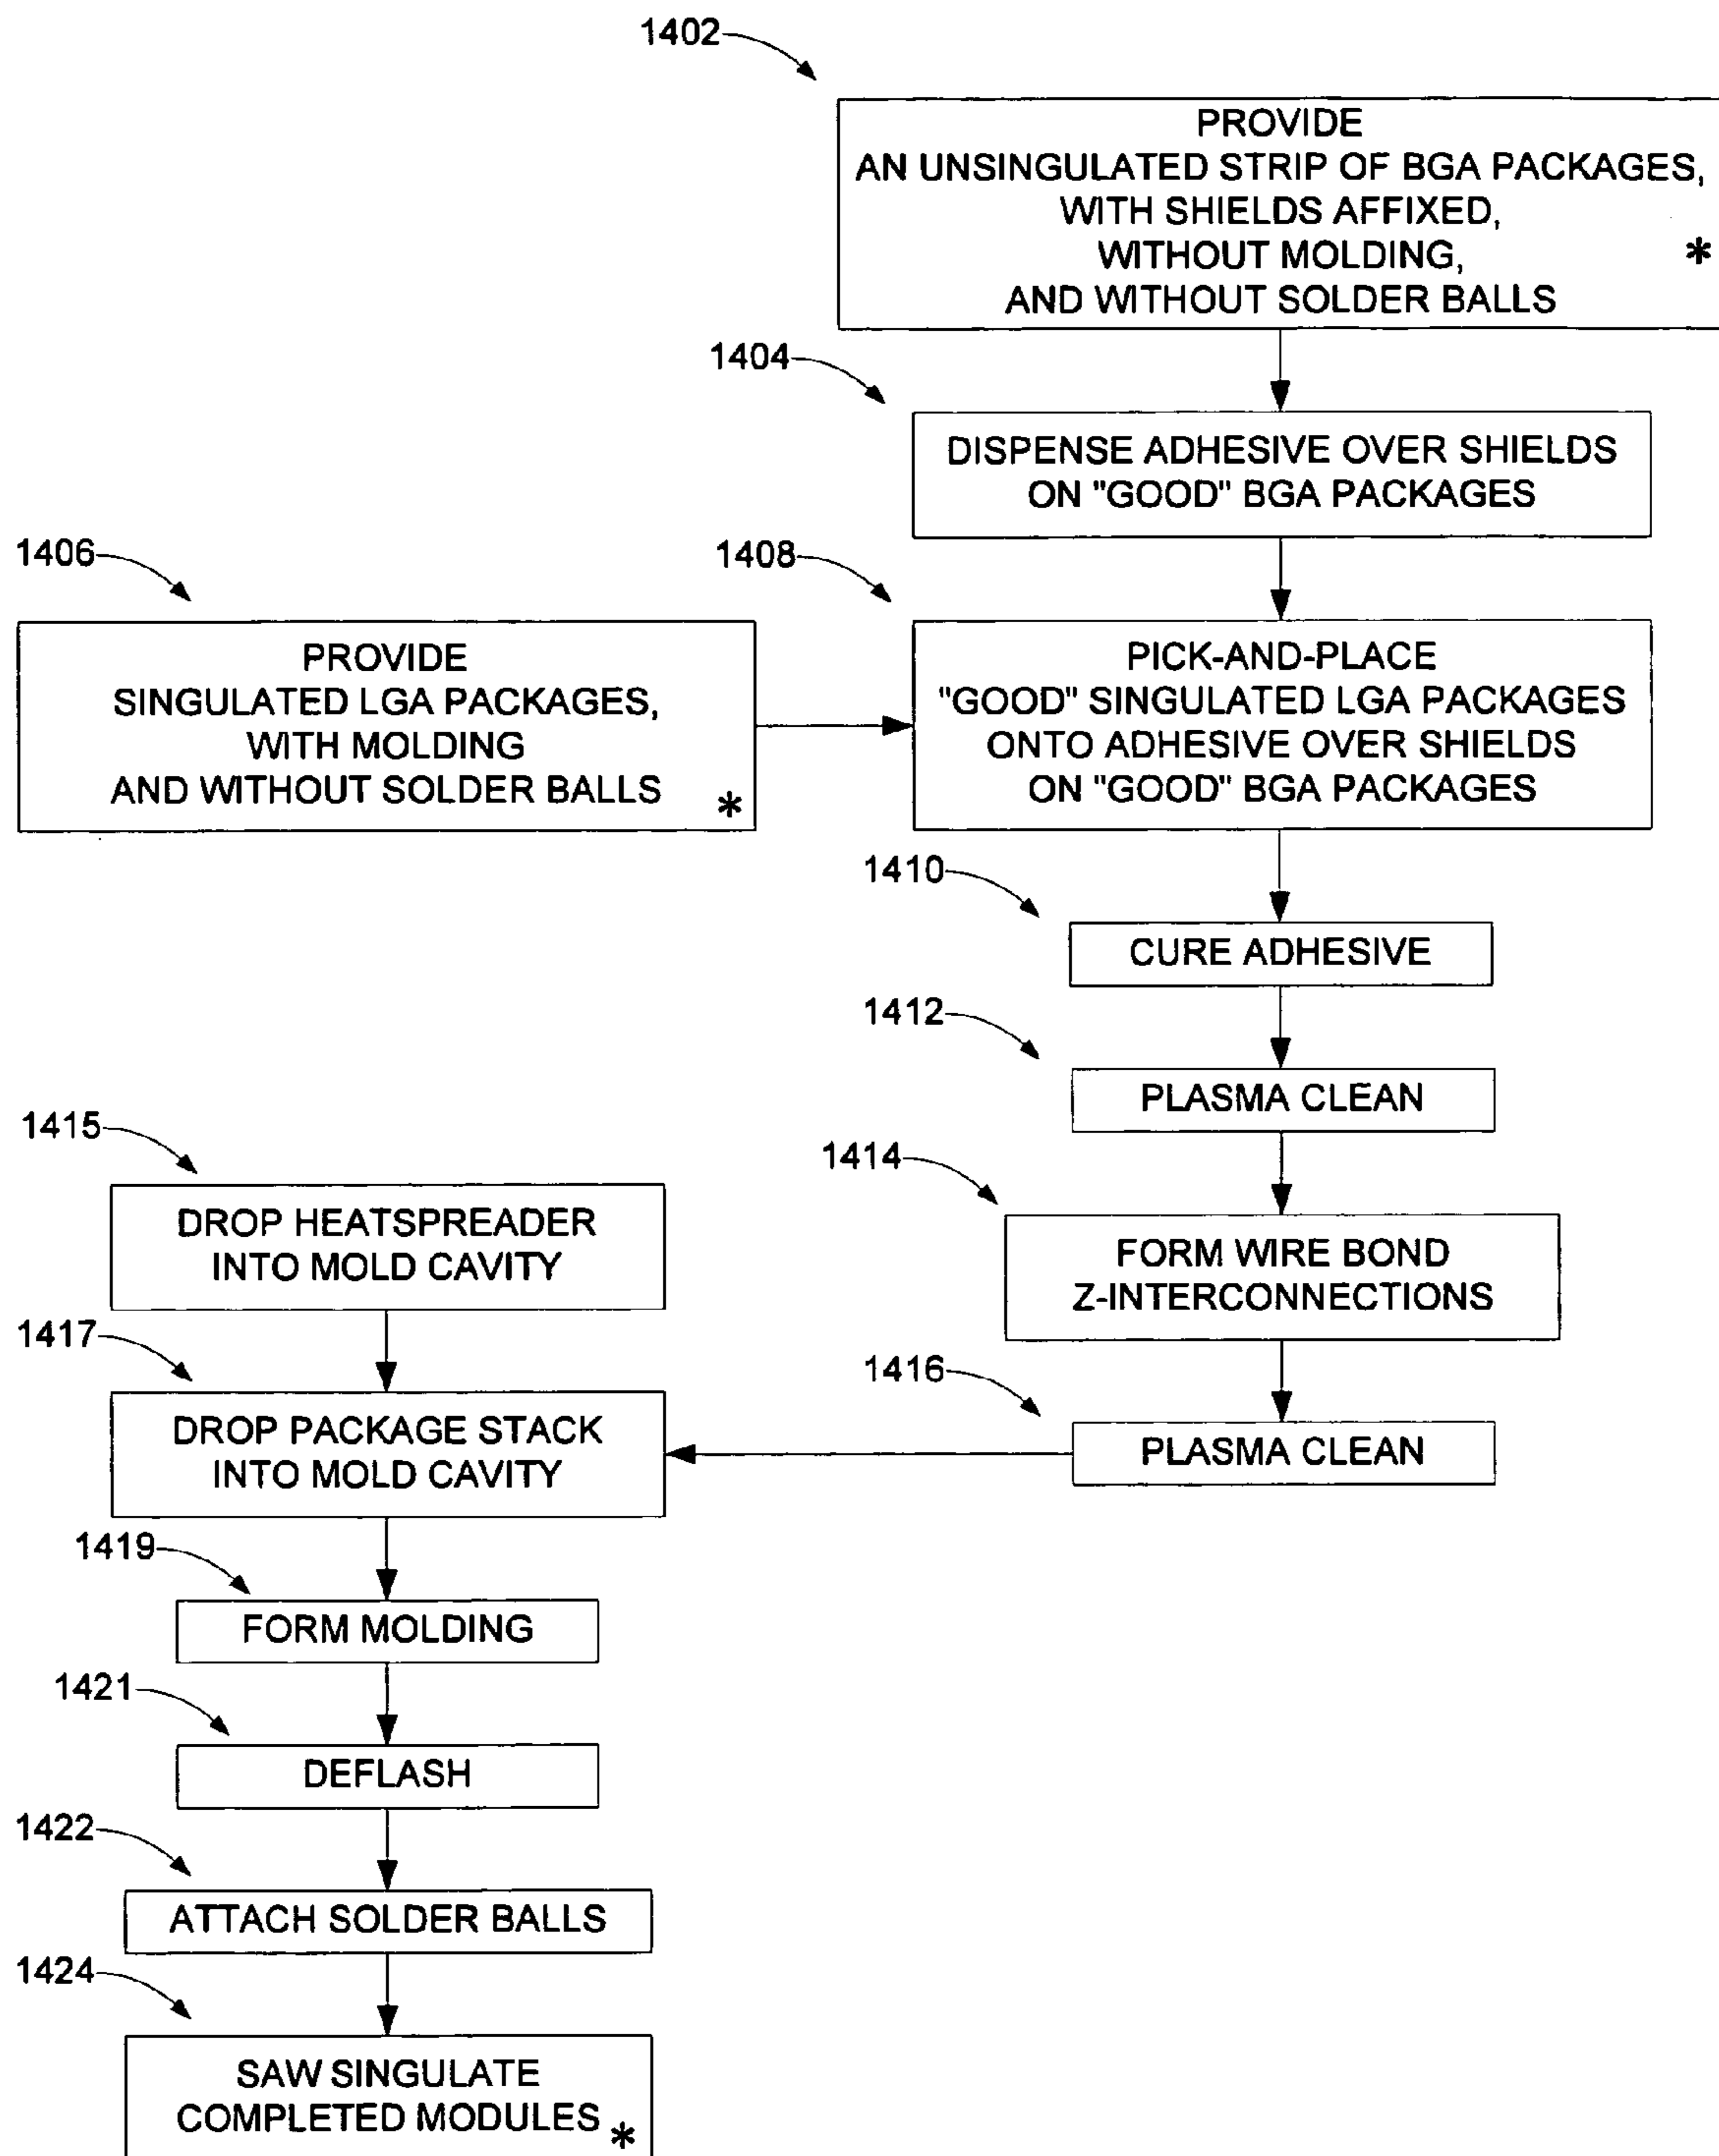 1402
PROVIDE
AN UNSINGULATED STRIP OF BGA PACKAGES,
WITH SHIELDS AFFIXED,
WITHOUT MOLDING, *
AND WITHOUT SOLDER BALLS
1404
DISPENSE ADHESIVE OVER SHIELDS
ON "GOOD" BGA PACKAGES
1406
PROVIDE
SINGULATED LGA PACKAGES,
WITH MOLDING
AND WITHOUT SOLDER BALLS *
1408
PICK-AND-PLACE
"GOOD" SINGULATED LGA PACKAGES
ONTO ADHESIVE OVER SHIELDS
ON "GOOD" BGA PACKAGES
1410
CURE ADHESIVE
1412
PLASMA CLEAN
1414
FORM WIRE BOND
Z-INTERCONNECTIONS
1416
PLASMA CLEAN
1415
DROP HEATSPREADER
INTO MOLD CAVITY
1417
DROP PACKAGE STACK
INTO MOLD CAVITY
1419
FORM MOLDING
1421
DEFLASH
1422
ATTACH SOLDER BALLS
1424
SAW SINGULATE
COMPLETED MODULES *